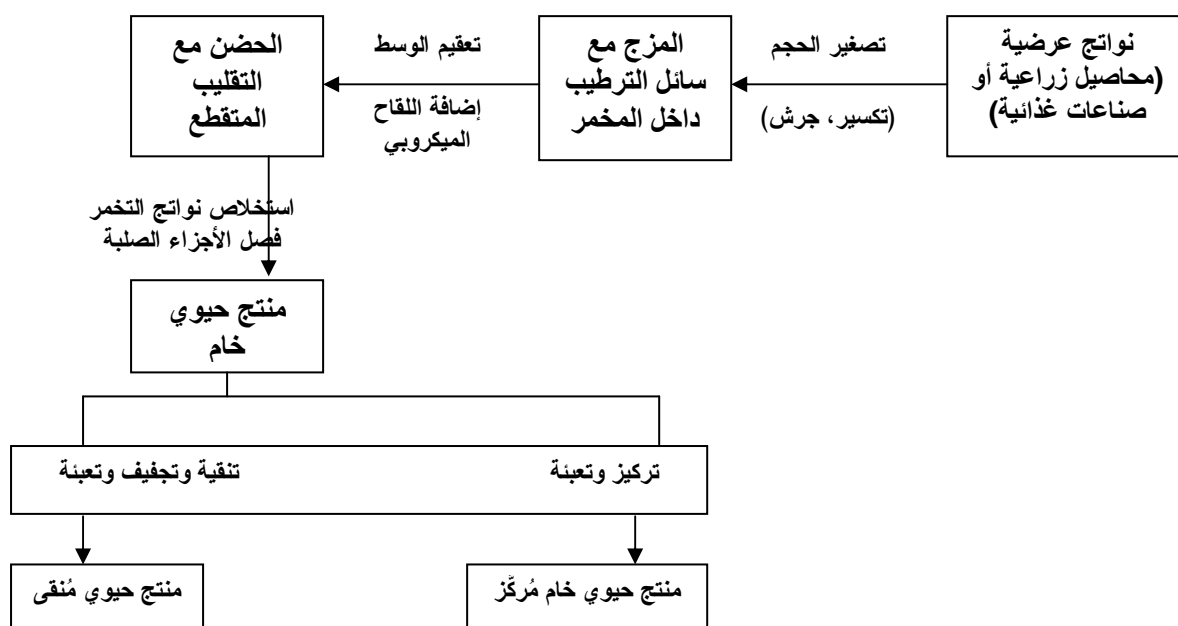 نواتج عرضية
(محاصيل زراعية أو
صناعات غذائية)
تصغير الحجم
(تكسير، جرش)
المزج مع
سائل الترطيب
داخل المخمر
تعقيم الوسط
إضافة اللقاح
الميكروبي
الحضن مع
التقليب
المتقطع
استخلاص نواتج التخمر
فصل الأجزاء الصلبة
منتج حيوي
خام
تركيز وتعبئة
تنقية وتجفيف وتعبئة
منتج حيوي خام مُركَّز
منتج حيوي مُنقى